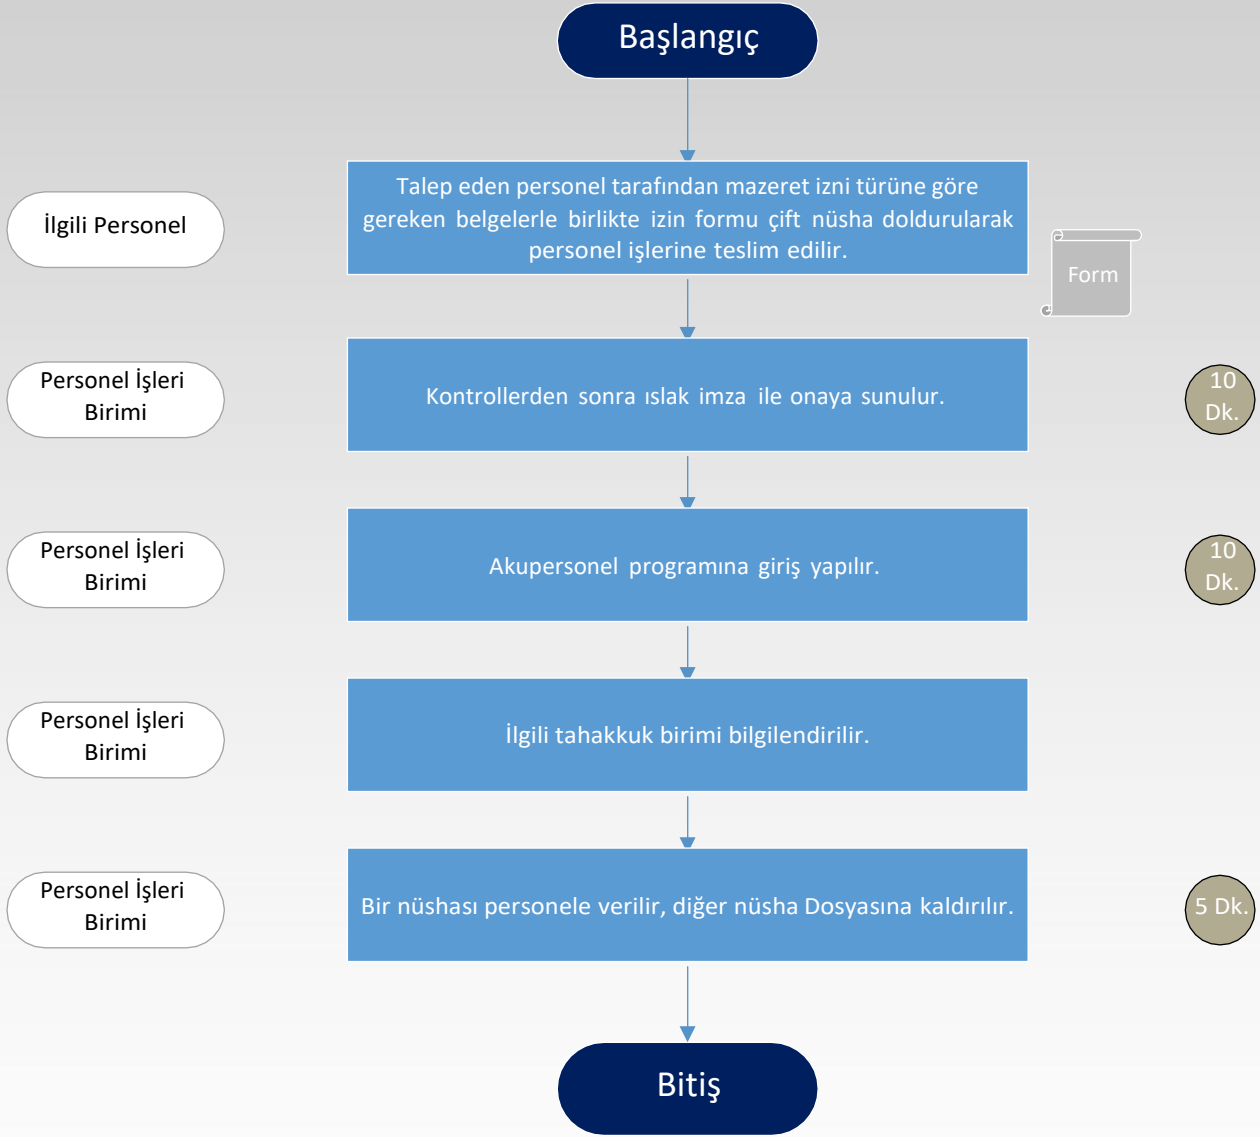 Başlangıç
İlgili Personel
Talep eden personel tarafından mazeret izni türüne göre
gereken belgelerle birlikte izin formu çift nüsha doldurularak
personel işlerine teslim edilir.
Form
Personel İşleri
Birimi
Kontrollerden sonra ıslak imza ile onaya sunulur.
10
Dk.
Personel İşleri
Birimi
Akupersonel programına giriş yapılır.
10
Dk.
Personel İşleri
Birimi
İlgili tahakkuk birimi bilgilendirilir.
Personel İşleri
Birimi
Bir nüshası personele verilir, diğer nüsha Dosyasına kaldırılır.
5 Dk.
Bitiş